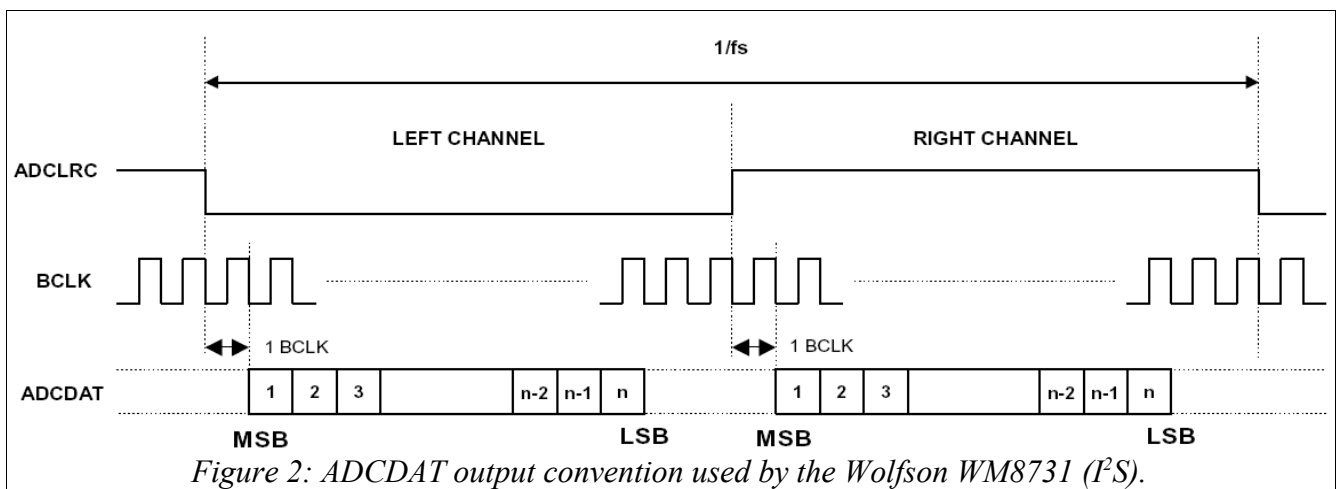 1/fs
LEFT CHANNEL RIGHT CHANNEL
ADCLRC
BCLK
1 BCLK 1 BCLK
ADCDAT 1 2 3 n-2 n-1 n 1 2 3 n-2 n-1 n
MSB LSB MSB LSB
Figure 2: ADCDAT output convention used by the Wolfson WM8731 (I²S).